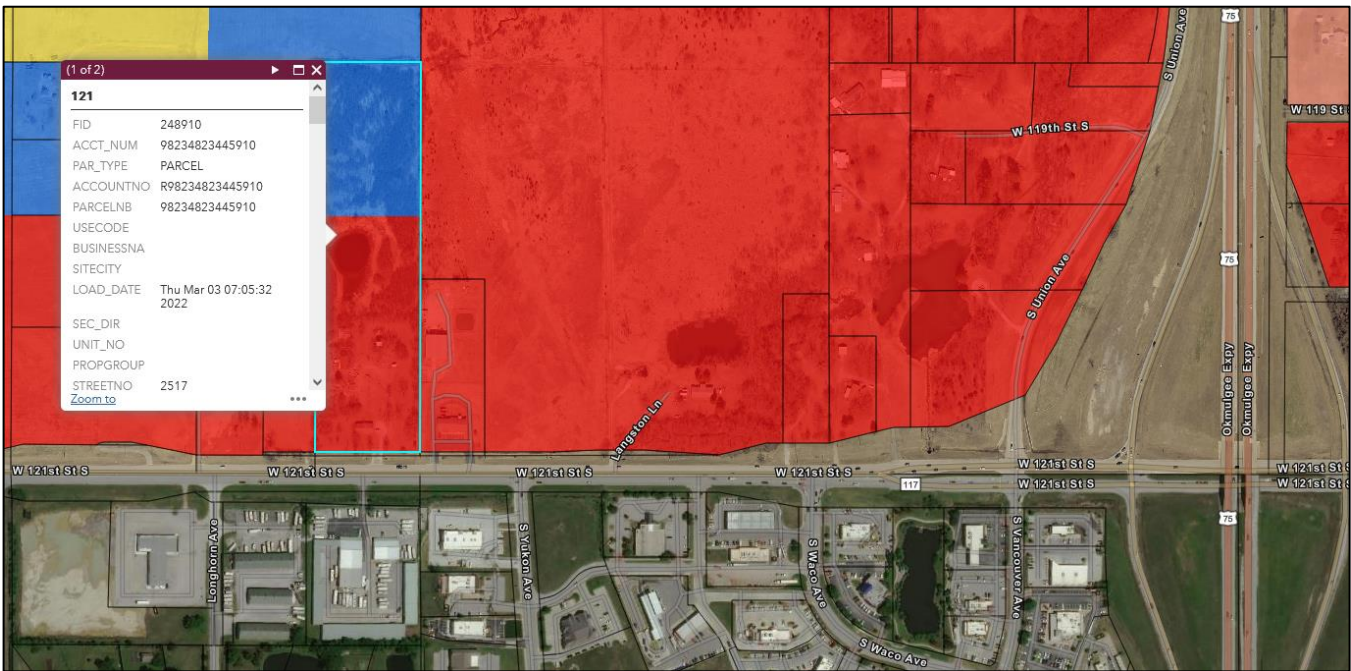 (1 of 2)
121
FID 248910
ACCT_NUM 98234823445910
PAR_TYPE PARCEL
ACCOUNTNO R98234823445910
PARCELNB 98234823445910
USECODE
BUSINESSNA
SITECITY
LOAD_DATE Thu Mar 03 07:05:32
2022
SEC_DIR
UNIT_NO
PROPGROUP
STREETNO 2517
Zoom to
75
S Union Ave
W 119 St S
W 119th St S
75
S Union Ave
Okmulgee Expy
Okmulgee Expy
Langston Ln
W 121st St S
W 121st St S
W 121st St S
W 121st St S
W 121st St S
W 121st St S
117
W 121st St S
W 121st St S
75
Longhorn Ave
S Yukon Ave
S Waco Ave
S Vancouver Ave
S Waco Ave